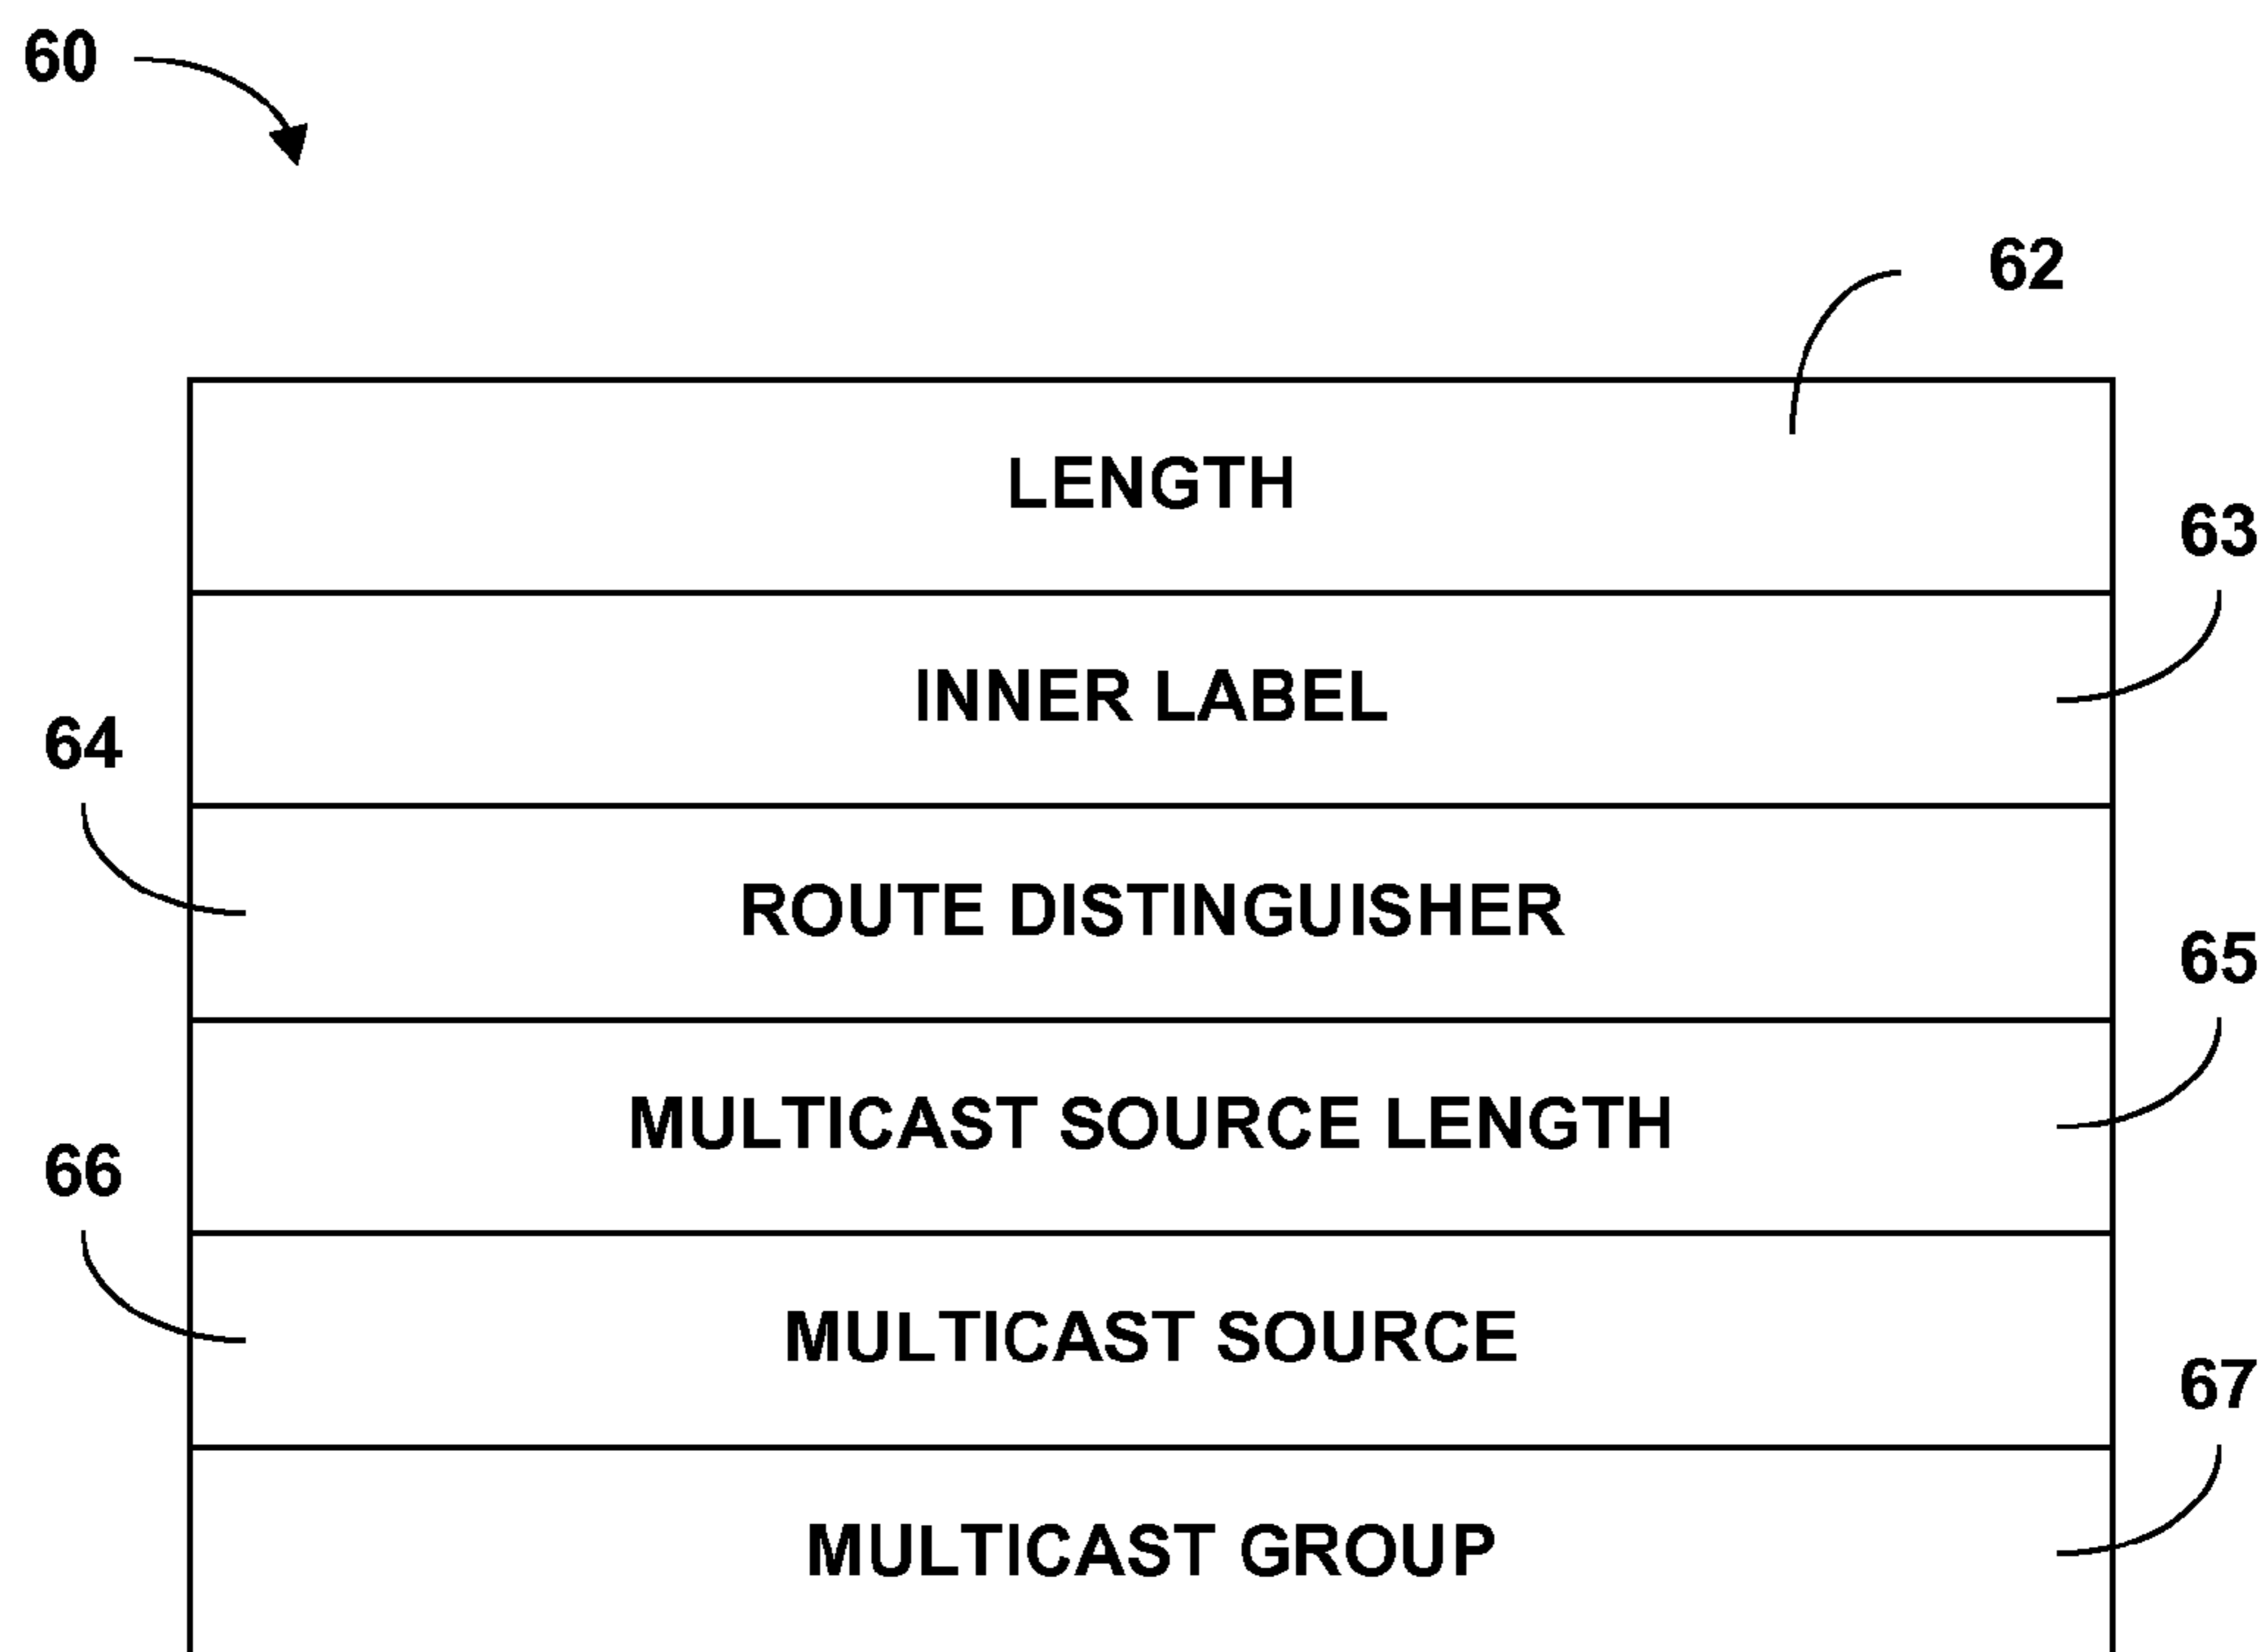 60
62
LENGTH
63
INNER LABEL
64
ROUTE DISTINGUISHER
65
MULTICAST SOURCE LENGTH
66
MULTICAST SOURCE
67
MULTICAST GROUP